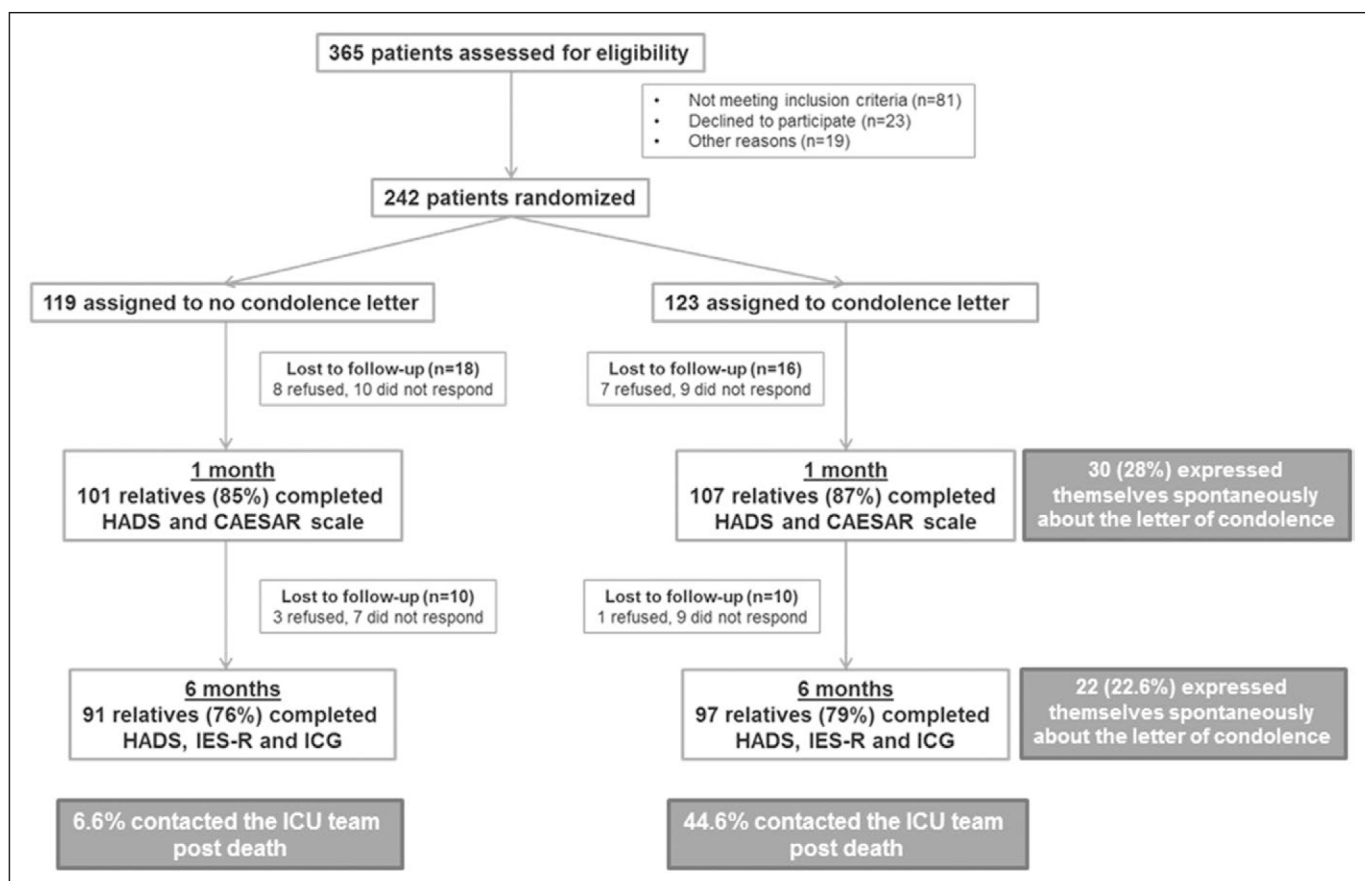 365 patients assessed for eligibility
• Not meeting inclusion criteria (n=81)
• Declined to participate (n=23)
• Other reasons (n=19)
242 patients randomized
119 assigned to no condolence letter
123 assigned to condolence letter
Lost to follow-up (n=18)
8 refused, 10 did not respond
Lost to follow-up (n=16)
7 refused, 9 did not respond
1 month
101 relatives (85%) completed
HADS and CAESAR scale
1 month
107 relatives (87%) completed
HADS and CAESAR scale
30 (28%) expressed
themselves spontaneously
about the letter of condolence
Lost to follow-up (n=10)
3 refused, 7 did not respond
Lost to follow-up (n=10)
1 refused, 9 did not respond
6 months
91 relatives (76%) completed
HADS, IES-R and ICG
6 months
97 relatives (79%) completed
HADS, IES-R and ICG
22 (22.6%) expressed
themselves spontaneously
about the letter of condolence
6.6% contacted the ICU team
post death
44.6% contacted the ICU team
post death